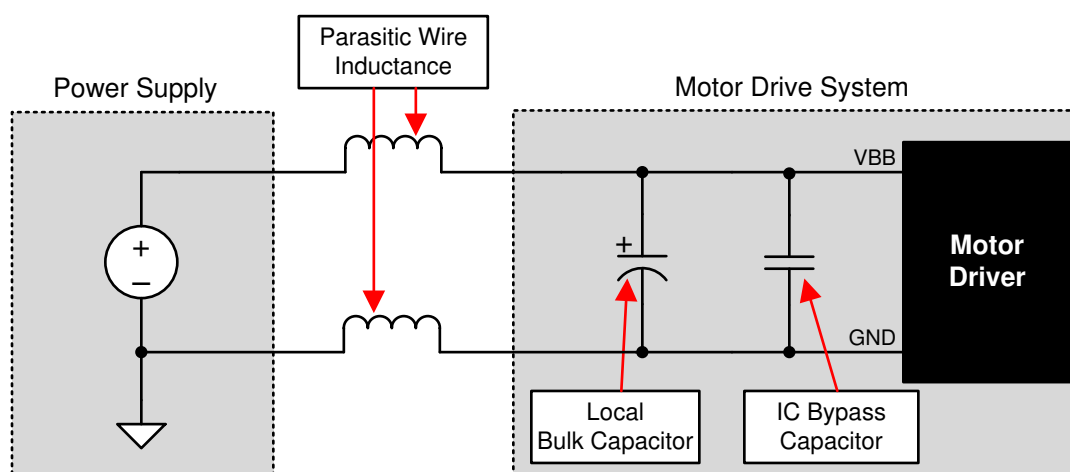 Parasitic Wire
Inductance
Power Supply
Motor Drive System
VBB
+
–
+
Motor
Driver
GND
Local
Bulk Capacitor
IC Bypass
Capacitor